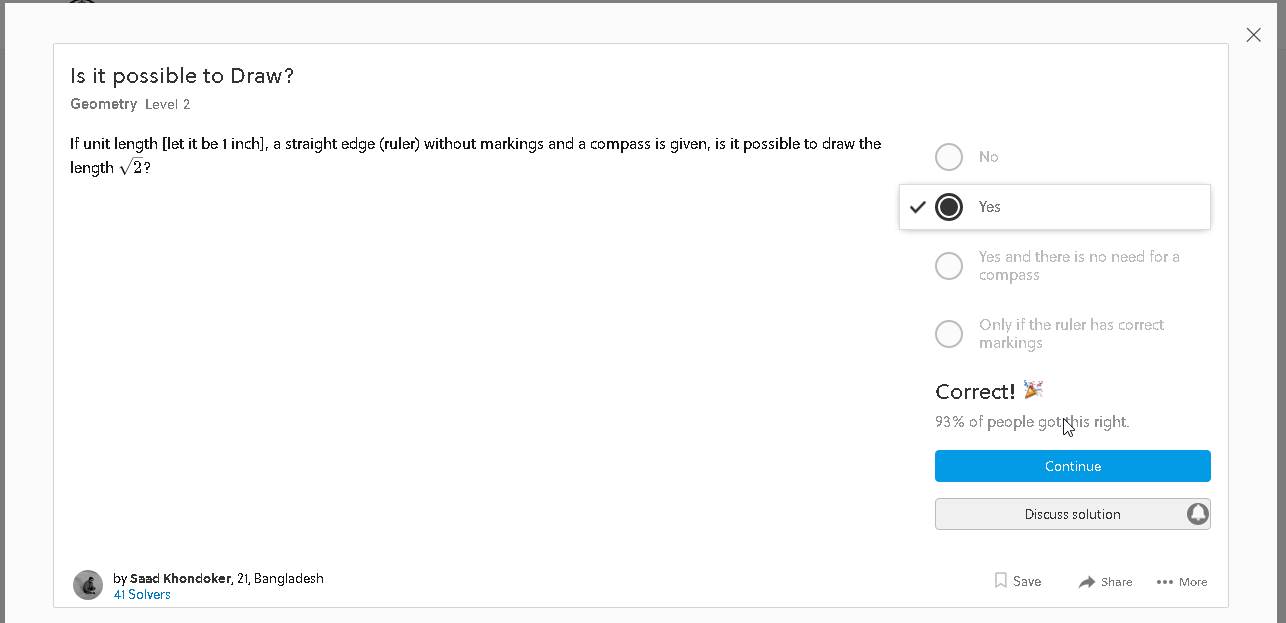 Is it possible to Draw?
Geometry Level 2
If unit length [let it be 1 inch], a straight edge (ruler) without markings and a compass is given, is it possible to draw the
length √2?
No
Yes
Yes and there is no need for a
compass
Only if the ruler has correct
markings
Correct! 🎉
93% of people got this right.
Continue
Discuss solution
by Saad Khondoker, 21, Bangladesh
41 Solvers
Save Share More